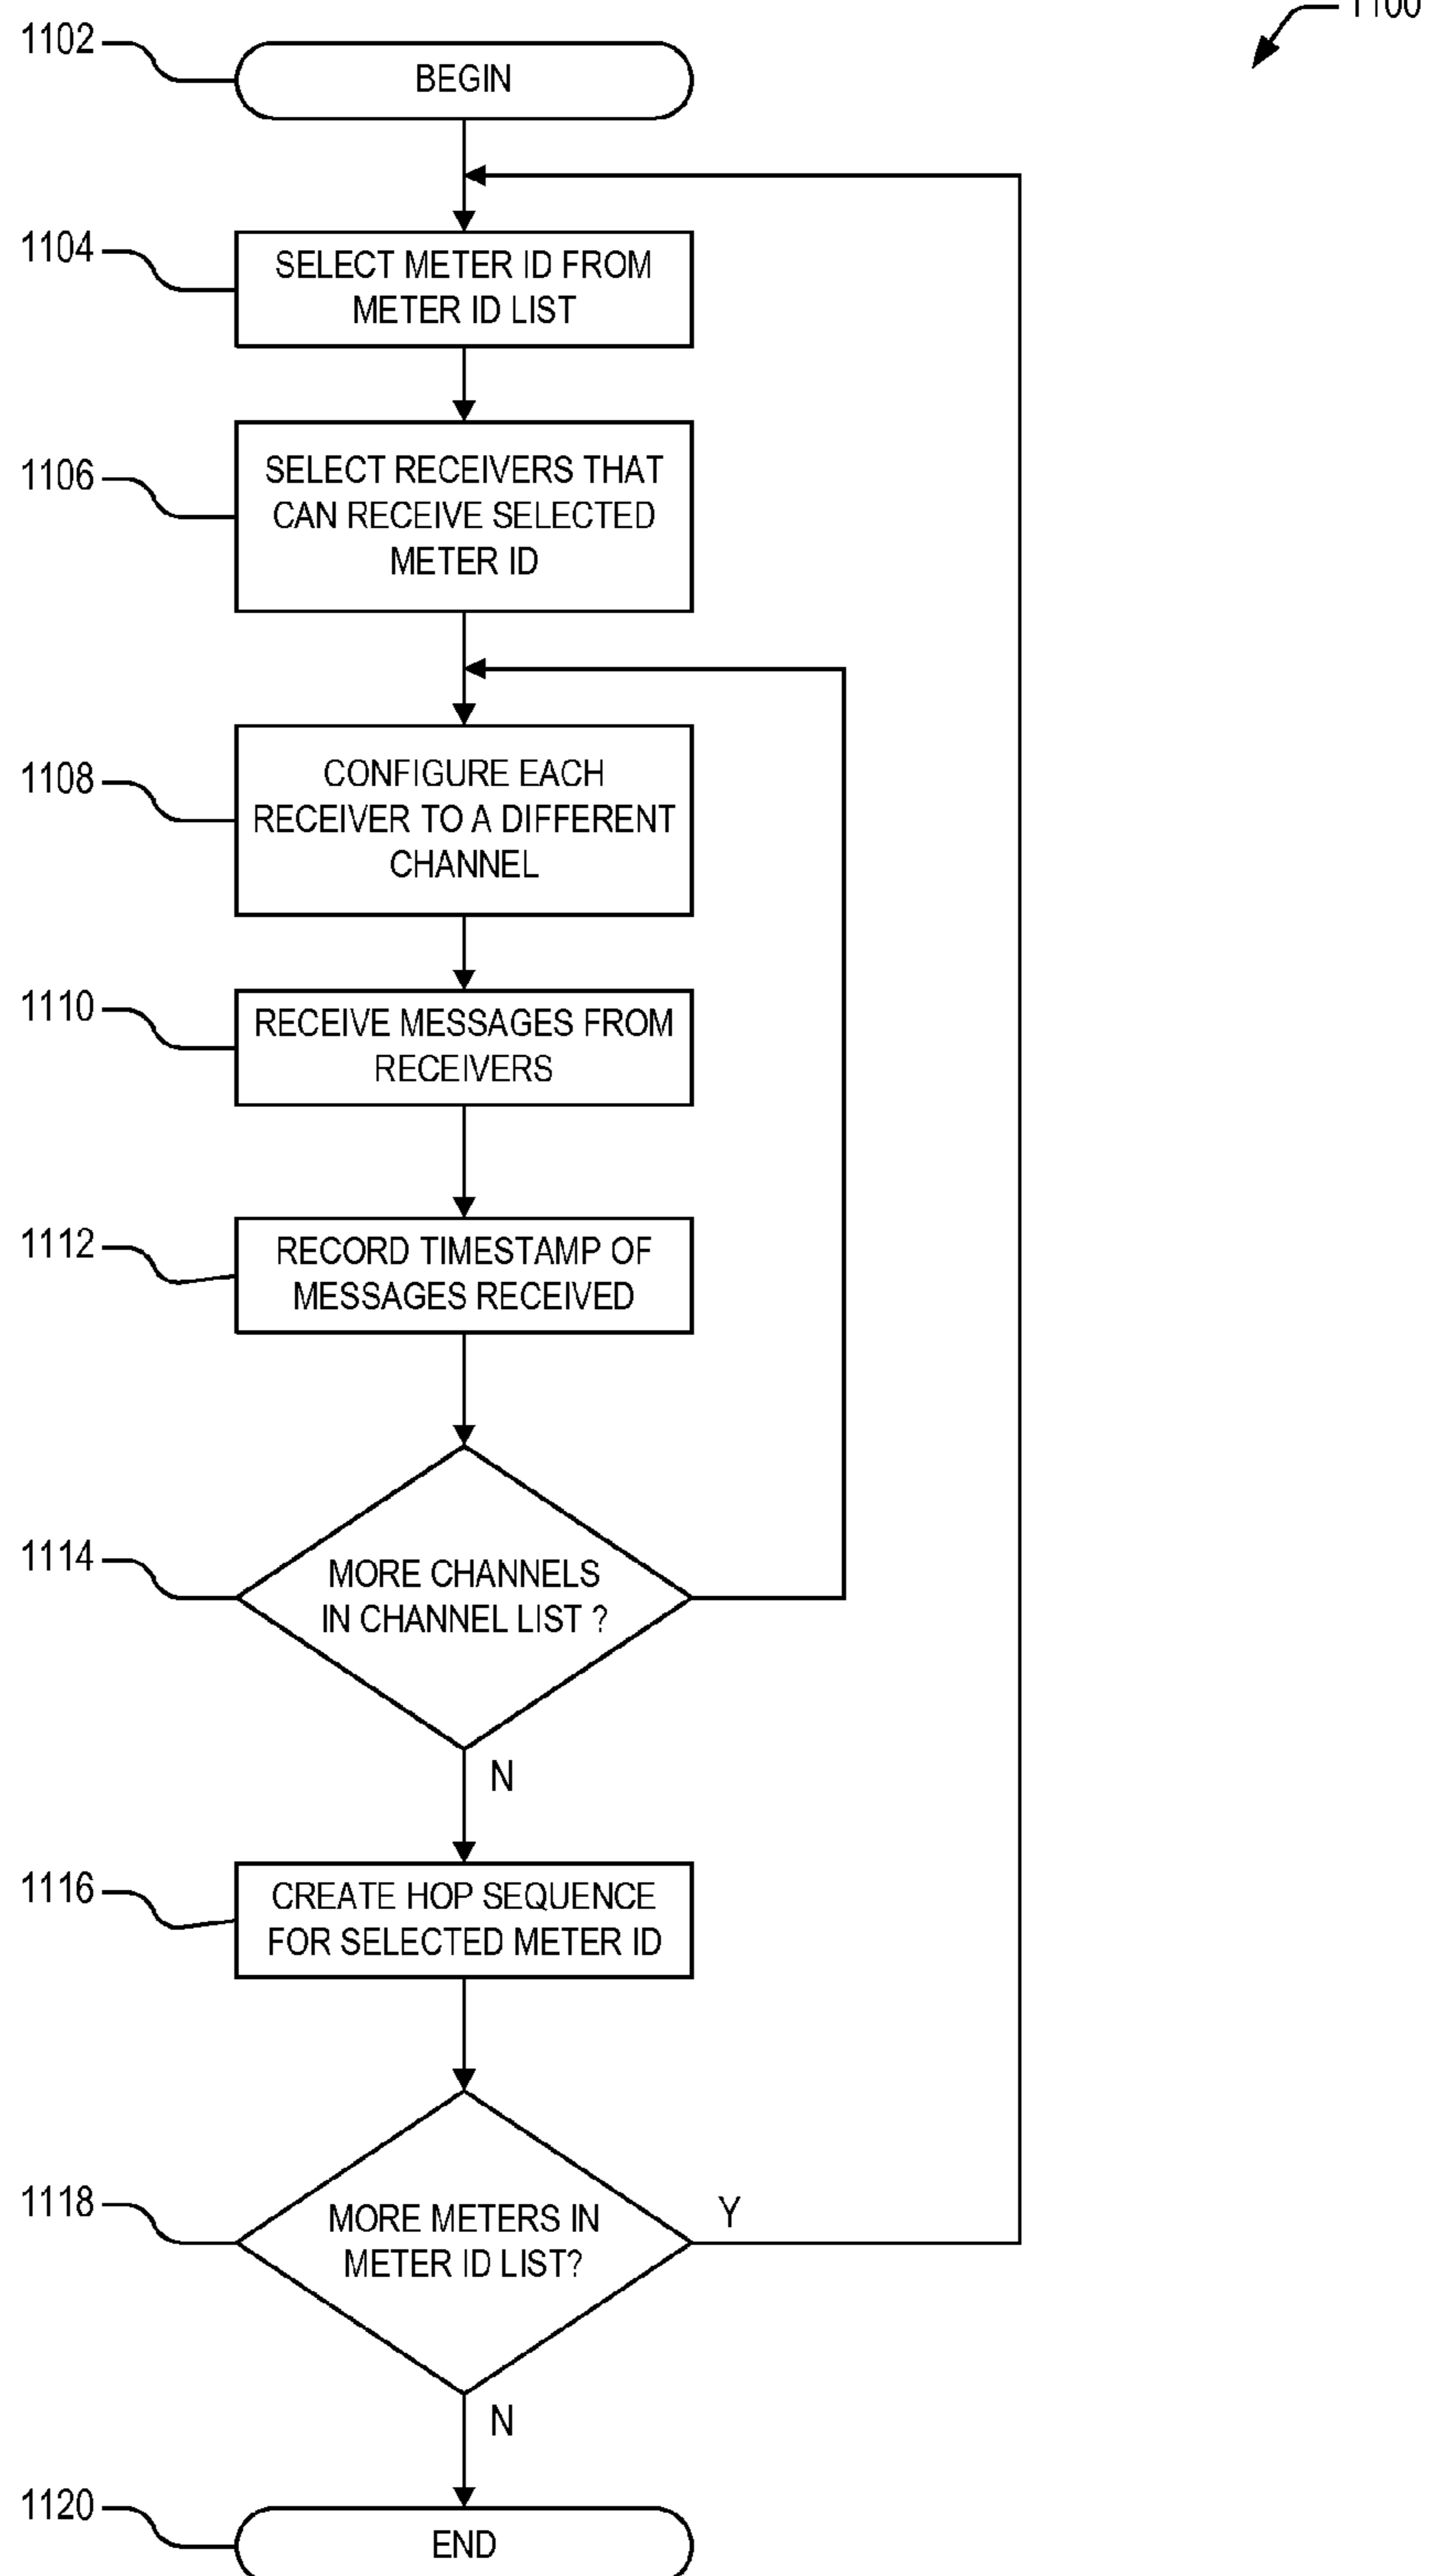 1100
1102
BEGIN
1104
SELECT METER ID FROM
METER ID LIST
1106
SELECT RECEIVERS THAT
CAN RECEIVE SELECTED
METER ID
1108
CONFIGURE EACH
RECEIVER TO A DIFFERENT
CHANNEL
1110
RECEIVE MESSAGES FROM
RECEIVERS
1112
RECORD TIMESTAMP OF
MESSAGES RECEIVED
1114
MORE CHANNELS
IN CHANNEL LIST ?
N
1116
CREATE HOP SEQUENCE
FOR SELECTED METER ID
1118
MORE METERS IN
METER ID LIST?
Y
N
1120
END